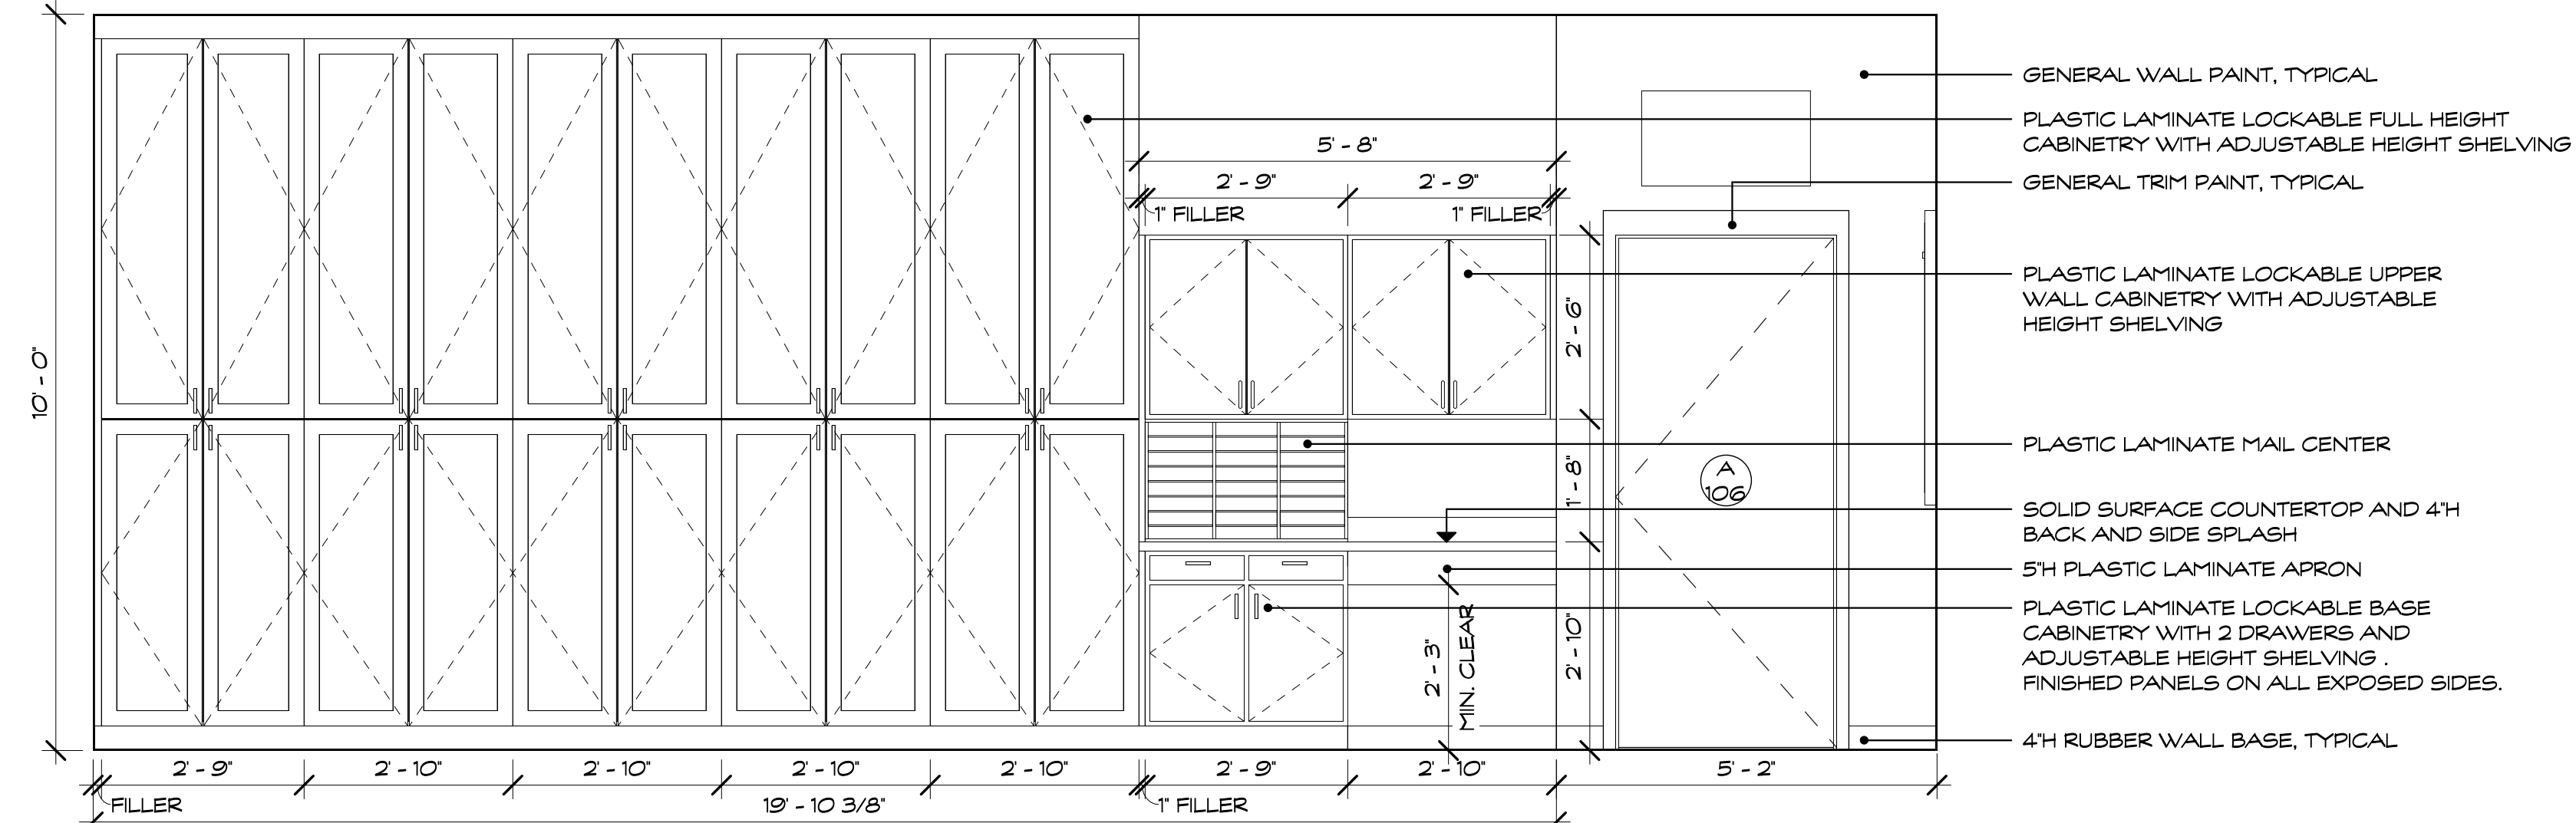 10' - 0"
5' - 8"
2' - 9"
2' - 9"
1" FILLER
1" FILLER
2' - 6"
1' - 8"
2' - 10"
2' - 3"
MIN. CLEAR
A
106
GENERAL WALL PAINT, TYPICAL
PLASTIC LAMINATE LOCKABLE FULL HEIGHT
CABINETRY WITH ADJUSTABLE HEIGHT SHELVING
GENERAL TRIM PAINT, TYPICAL
PLASTIC LAMINATE LOCKABLE UPPER
WALL CABINETRY WITH ADJUSTABLE
HEIGHT SHELVING
PLASTIC LAMINATE MAIL CENTER
SOLID SURFACE COUNTERTOP AND 4"H
BACK AND SIDE SPLASH
5"H PLASTIC LAMINATE APRON
PLASTIC LAMINATE LOCKABLE BASE
CABINETRY WITH 2 DRAWERS AND
ADJUSTABLE HEIGHT SHELVING .
FINISHED PANELS ON ALL EXPOSED SIDES.
4"H RUBBER WALL BASE, TYPICAL
2' - 9"
2' - 10"
2' - 10"
2' - 10"
2' - 10"
2' - 9"
2' - 10"
5' - 2"
FILLER
19' - 10 3/8"
1" FILLER